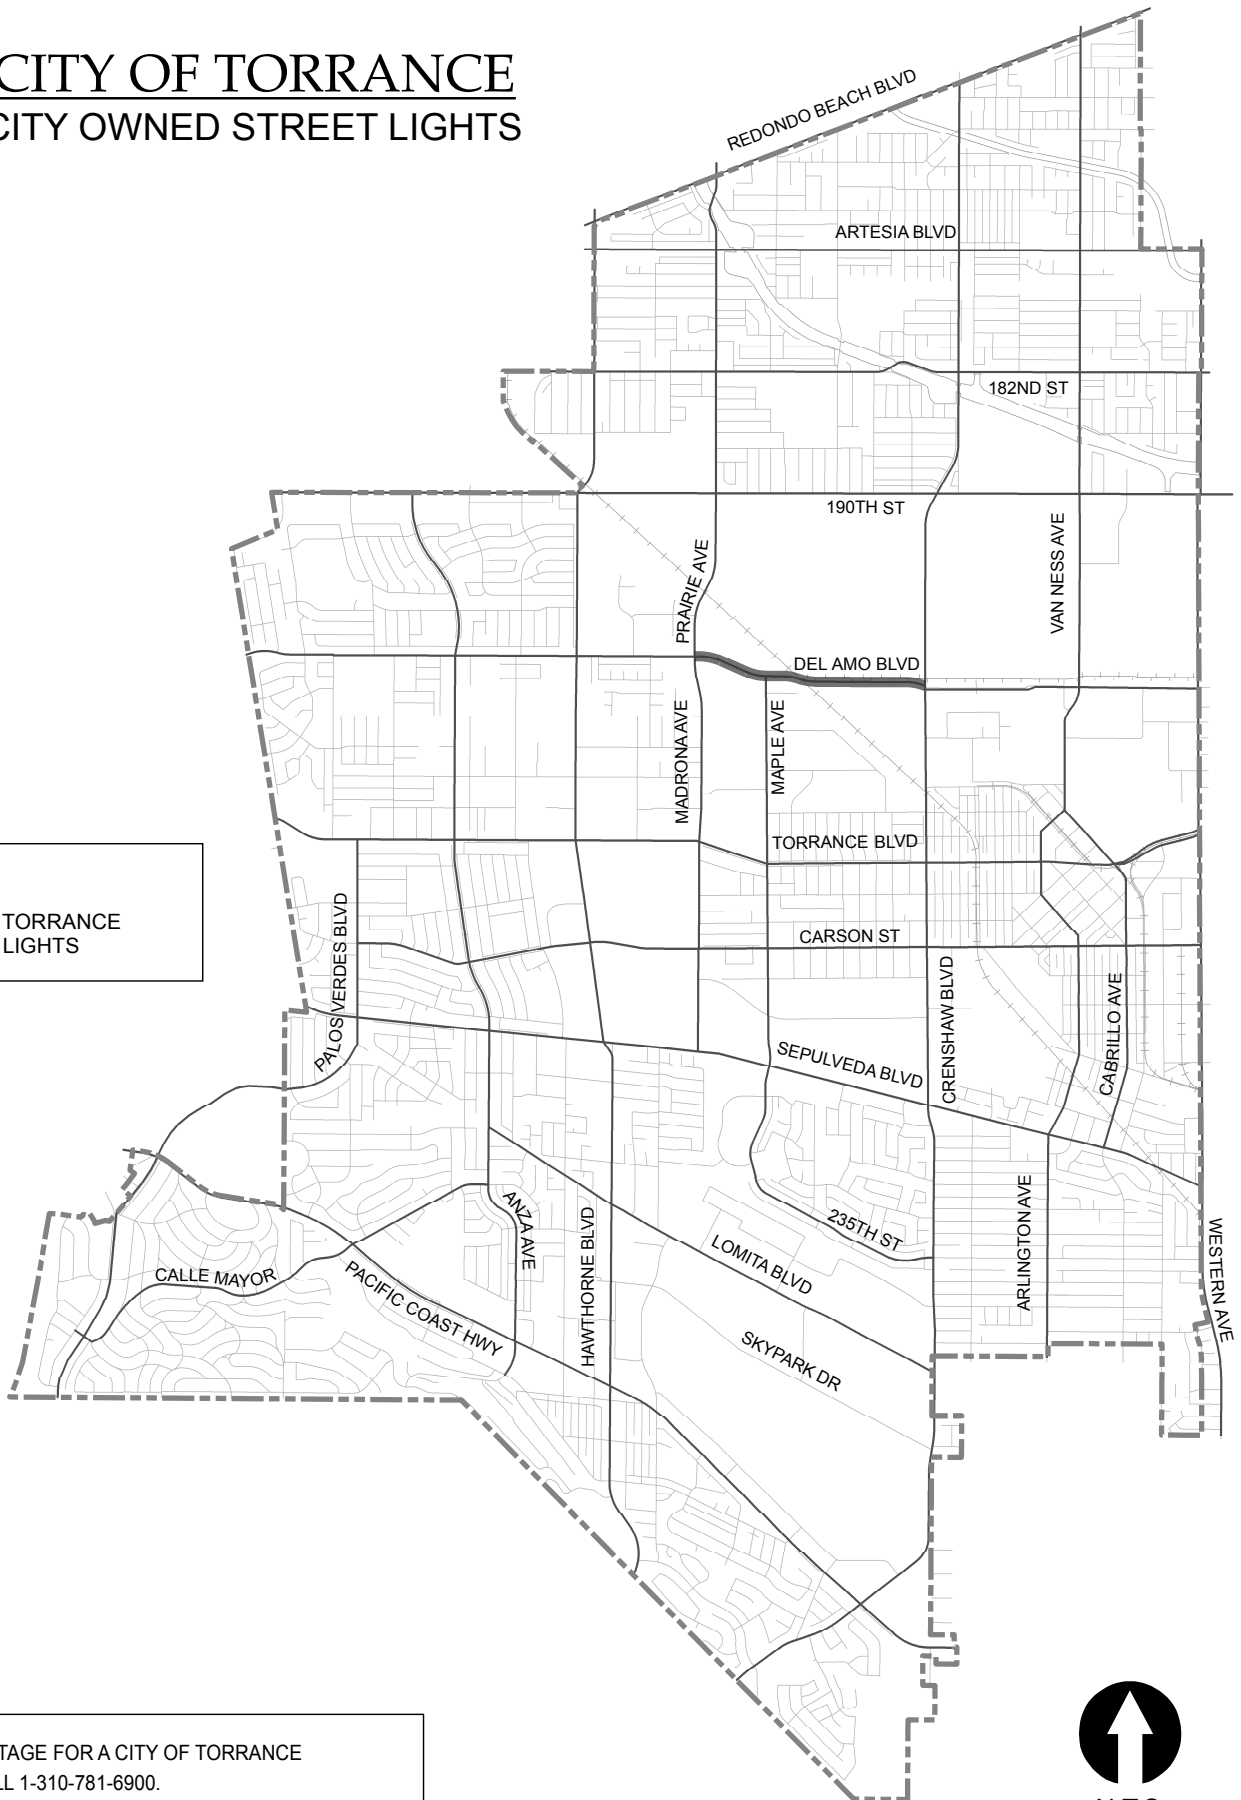 CITY OF TORRANCE
CITY OWNED STREET LIGHTS
REDONDO BEACH BLVD
ARTESIA BLVD
182ND ST
190TH ST
VAN NESS AVE
PRAIRIE AVE
DEL AMO BLVD
MADRONA AVE
MAPLE AVE
TORRANCE BLVD
TORRANCE
LIGHTS
PALOS VERDES BLVD
CARSON ST
CRENSHAW BLVD
CABRILLO AVE
SEPULVEDA BLVD
ANZA AVE
HAWTHORNE BLVD
235TH ST
ARLINGTON AVE
WESTERN AVE
LOMITA BLVD
CALLE MAYOR
PACIFIC COAST HWY
SKYPARK DR
TAGE FOR A CITY OF TORRANCE
LL 1-310-781-6900.